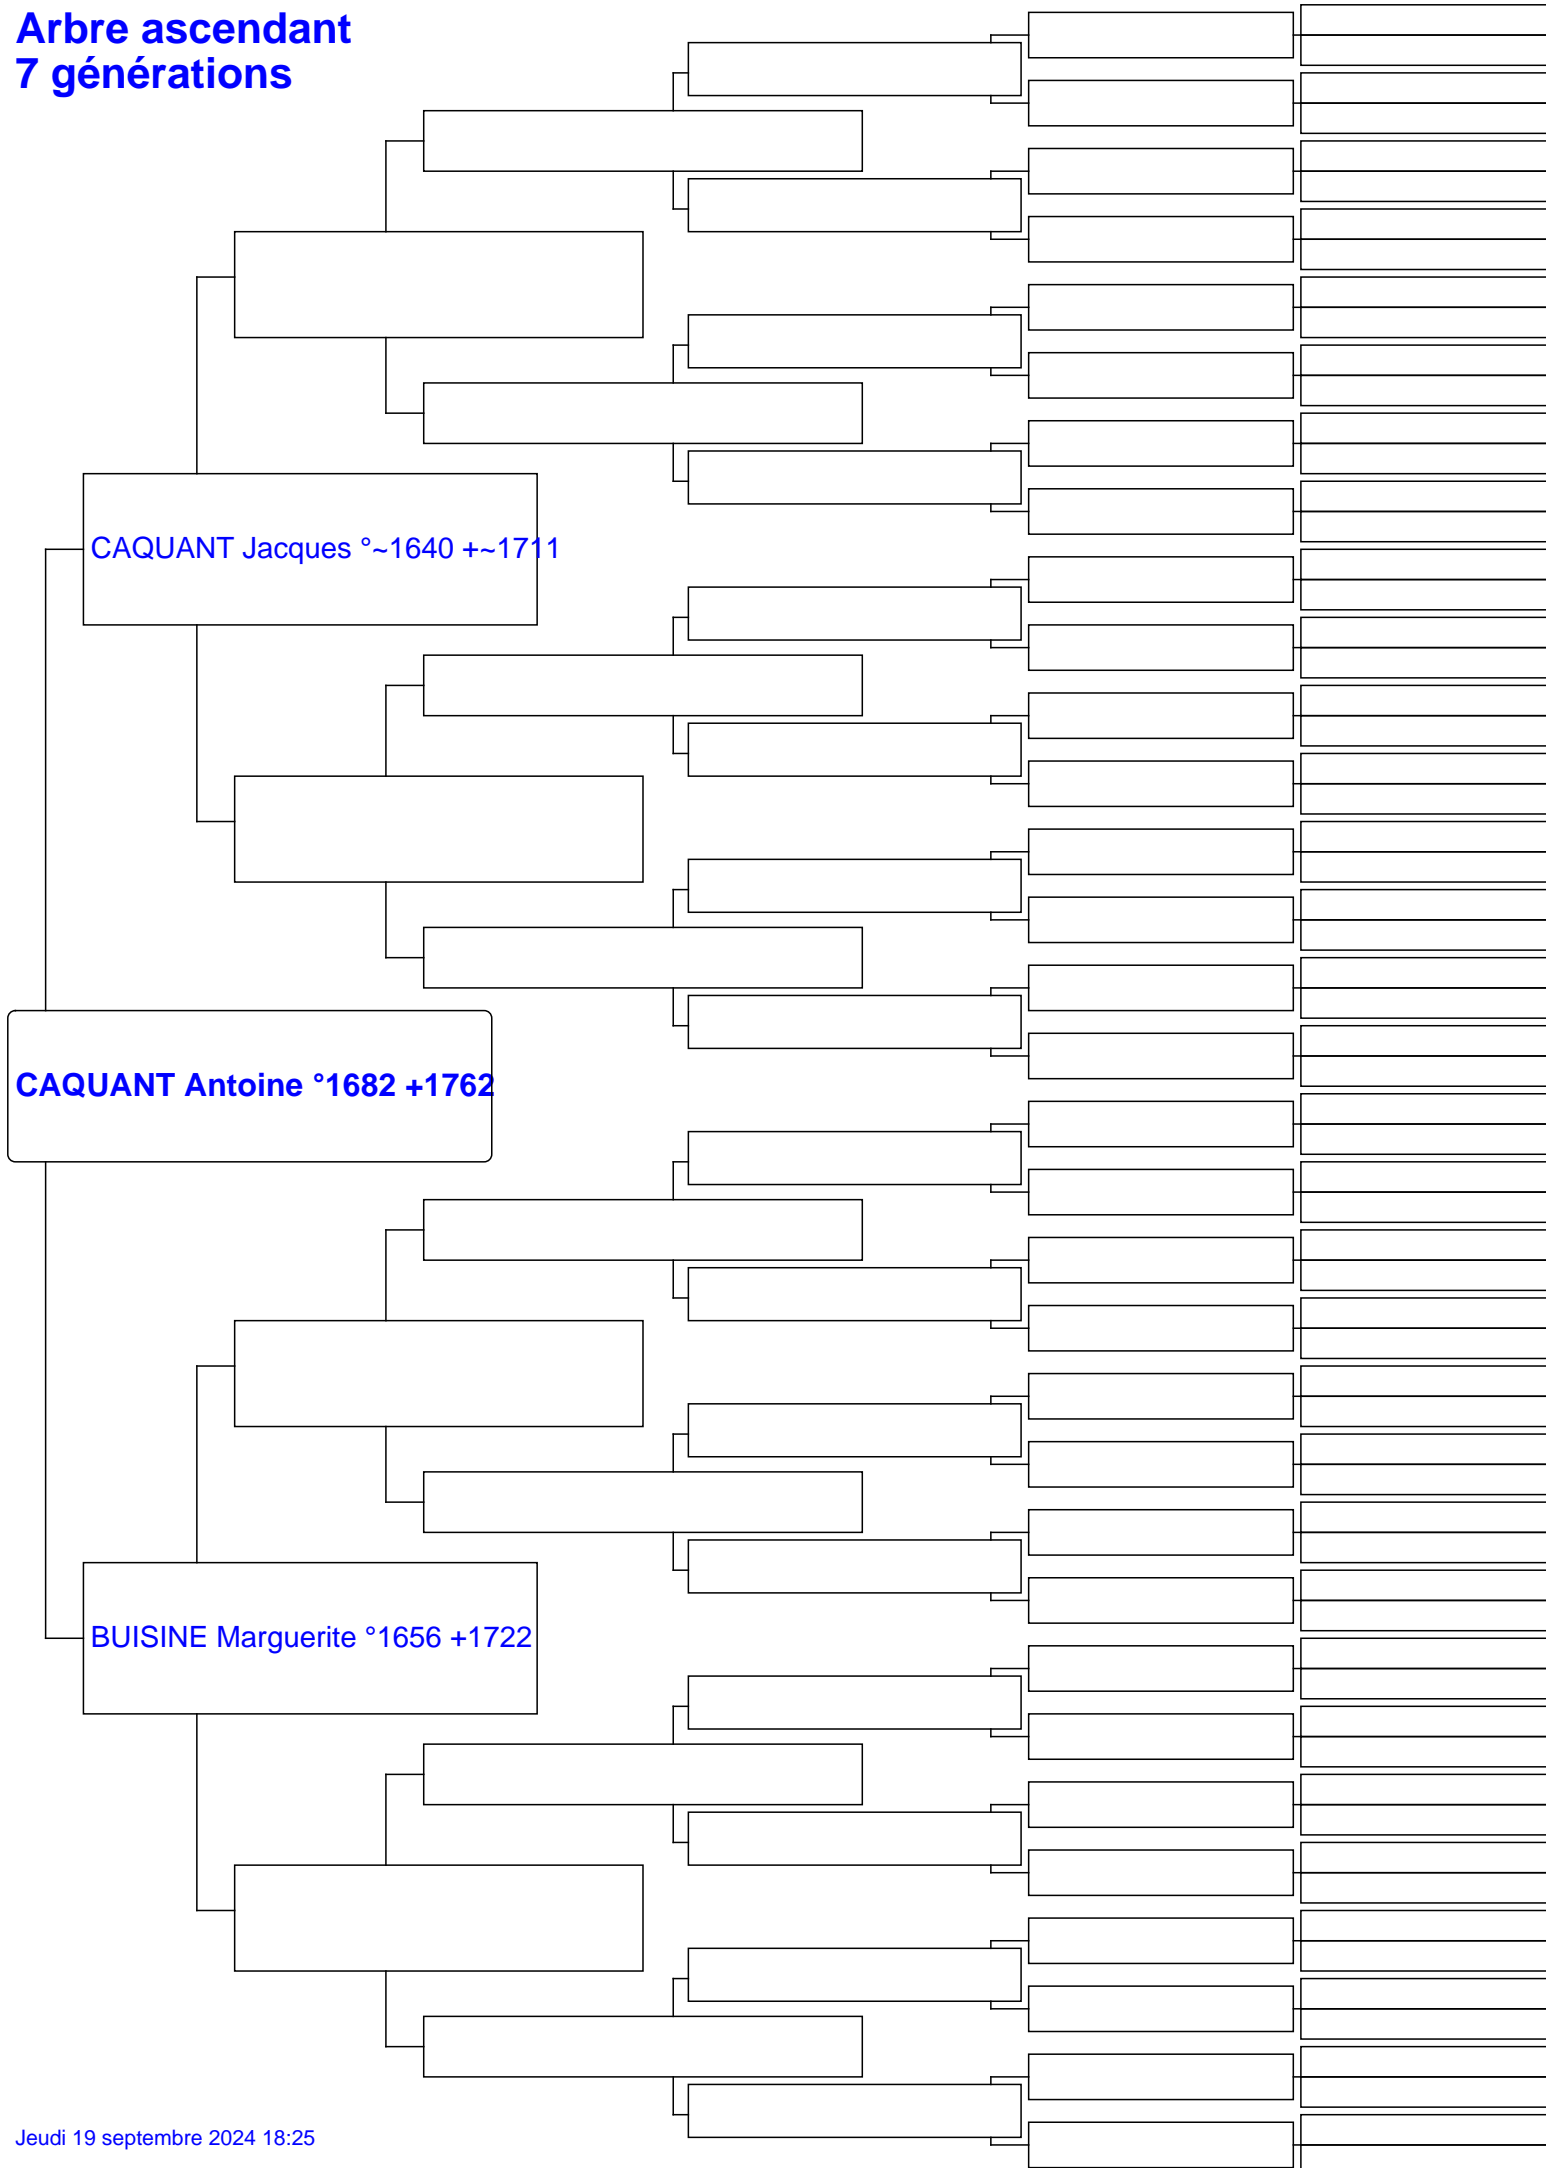 Arbre ascendant
7 générations
CAQUANT Jacques °~1640 +~1711
CAQUANT Antoine °1682 +1762
BUISINE Marguerite °1656 +1722
Jeudi 19 septembre 2024 18:25